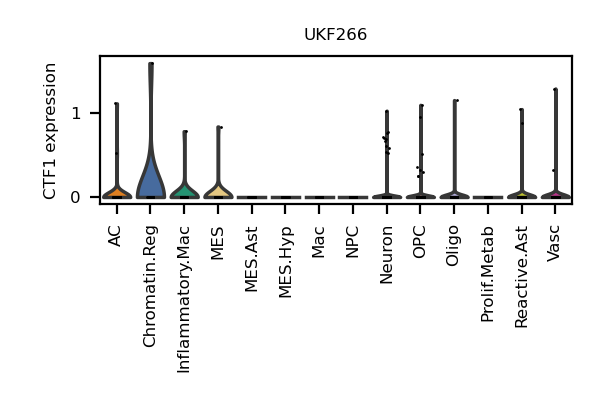 UKF266
CTF1 expression
1
0
AC
Chromatin.Reg
Inflammatory.Mac
MES
MES.Ast
MES.Hyp
Mac
NPC
Neuron
OPC
Oligo
Prolif.Metab
Reactive.Ast
Vasc